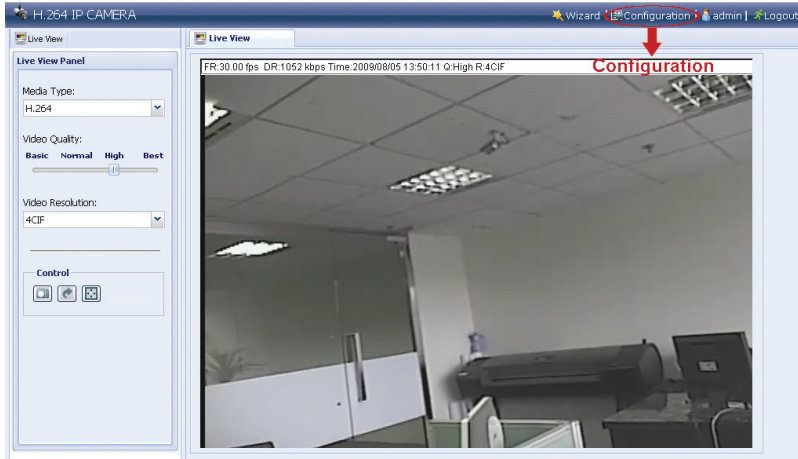 H.264 IP CAMERA
Wizard | Configuration | admin | Logout
Live View
Live View
Configuration
Live View Panel
FR:30.00 fps DR:1052 kbps Time:2009/08/05 13:50:11 Q:High R:4CIF
Media Type:
H.264
Video Quality:
Basic Normal High Best
Video Resolution:
4CIF
Control